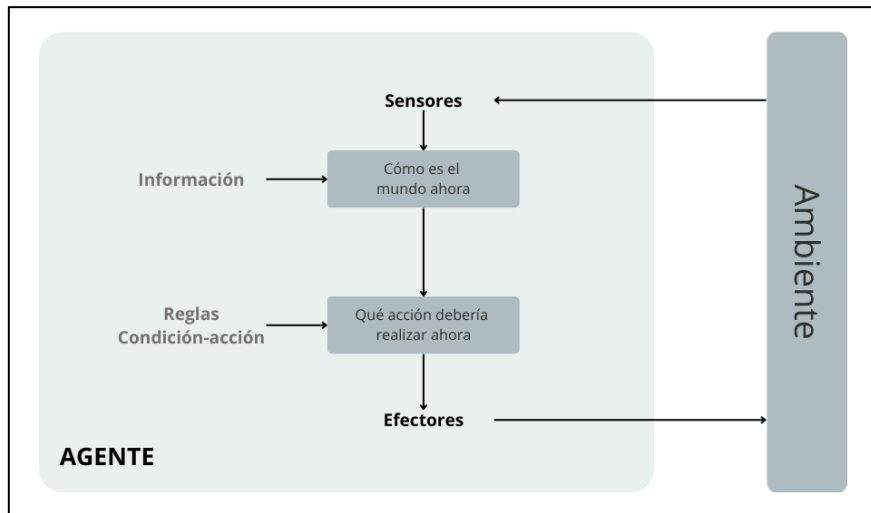 Sensores
Información
Cómo es el
mundo ahora
Reglas
Condición-acción
Qué acción debería
realizar ahora
Efectores
AGENTE
Ambiente